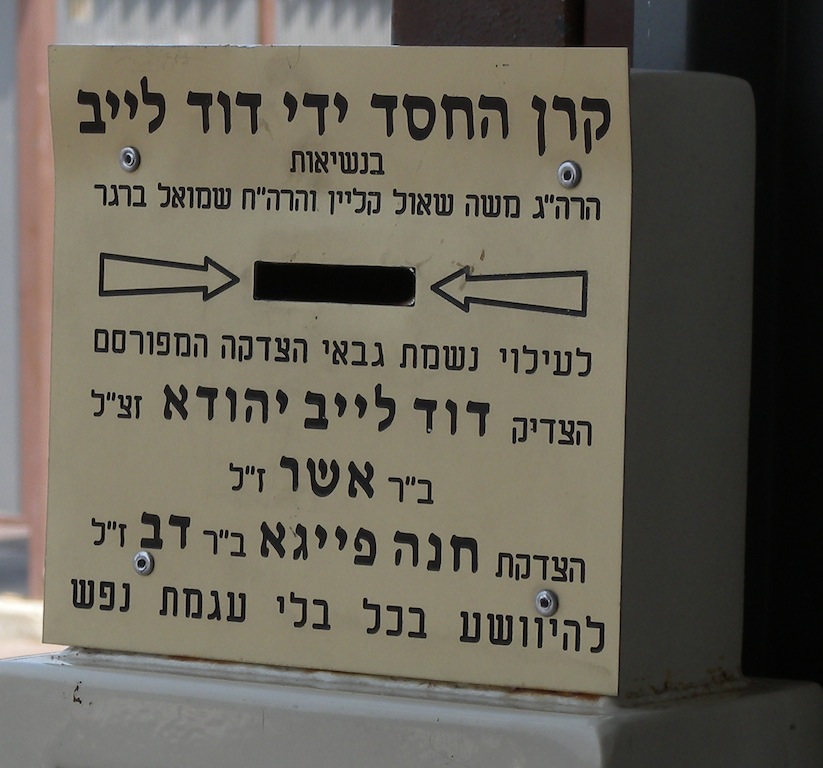 קרן החסד ידי דוד לייב
בנשיאות
הרה"ג משה שאול קליין והרה"ח שמואל ברגר
לעילוי נשמת גבאי הצדקה המפורסם
הצדיק דוד לייב יהודא זצ"ל
ב"ר אשר ז"ל
הצדקת חנה פייגא ב"ר דב ז"ל
להיוושע בכל בלי עגמת נפש